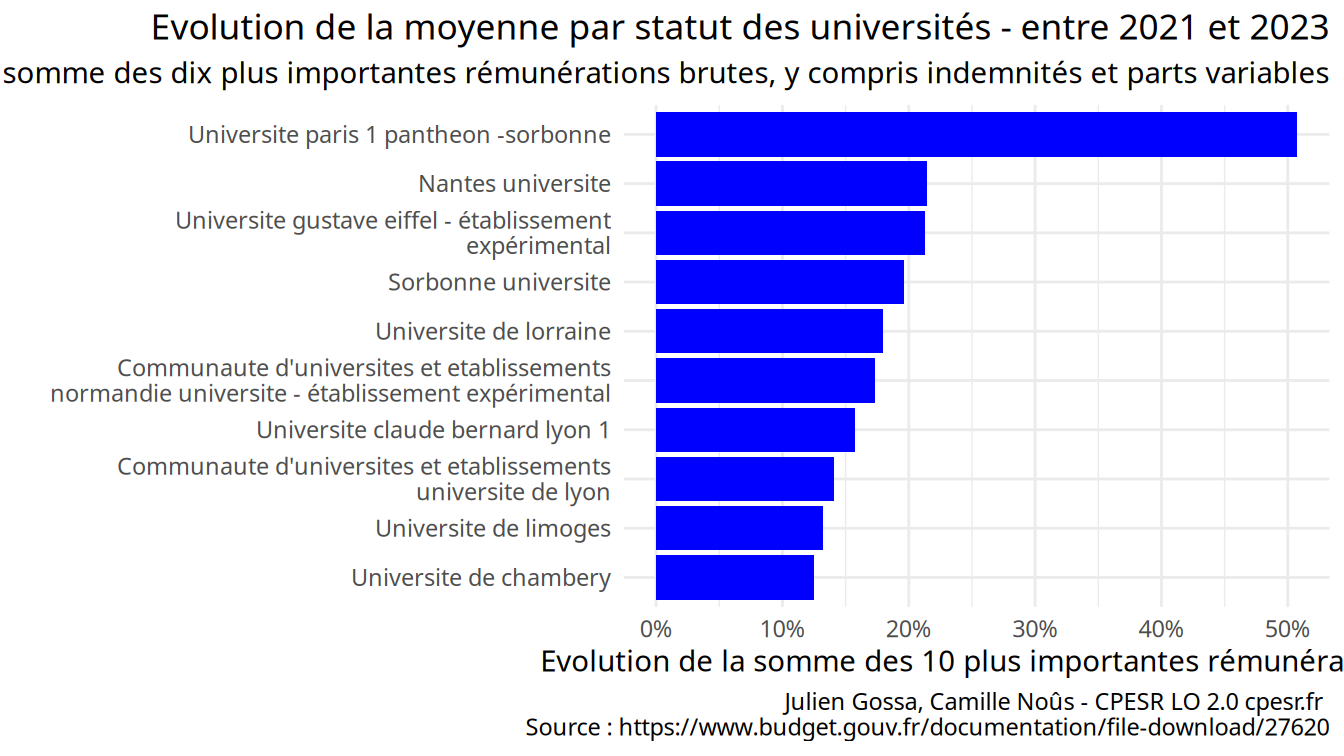 Evolution de la moyenne par statut des universités - entre 2021 et 2023
somme des dix plus importantes rémunérations brutes, y compris indemnités et parts variables
Universite paris 1 pantheon -sorbonne
Nantes universite
Universite gustave eiffel - établissement
expérimental
Sorbonne universite
Universite de lorraine
Communaute d'universites et etablissements
normandie universite - établissement expérimental
Universite claude bernard lyon 1
Communaute d'universites et etablissements
universite de lyon
Universite de limoges
Universite de chambery
0% 10% 20% 30% 40% 50%
Evolution de la somme des 10 plus importantes rémunéra
Julien Gossa, Camille Noûs - CPESR LO 2.0 cpesr.fr
Source : https://www.budget.gouv.fr/documentation/file-download/27620